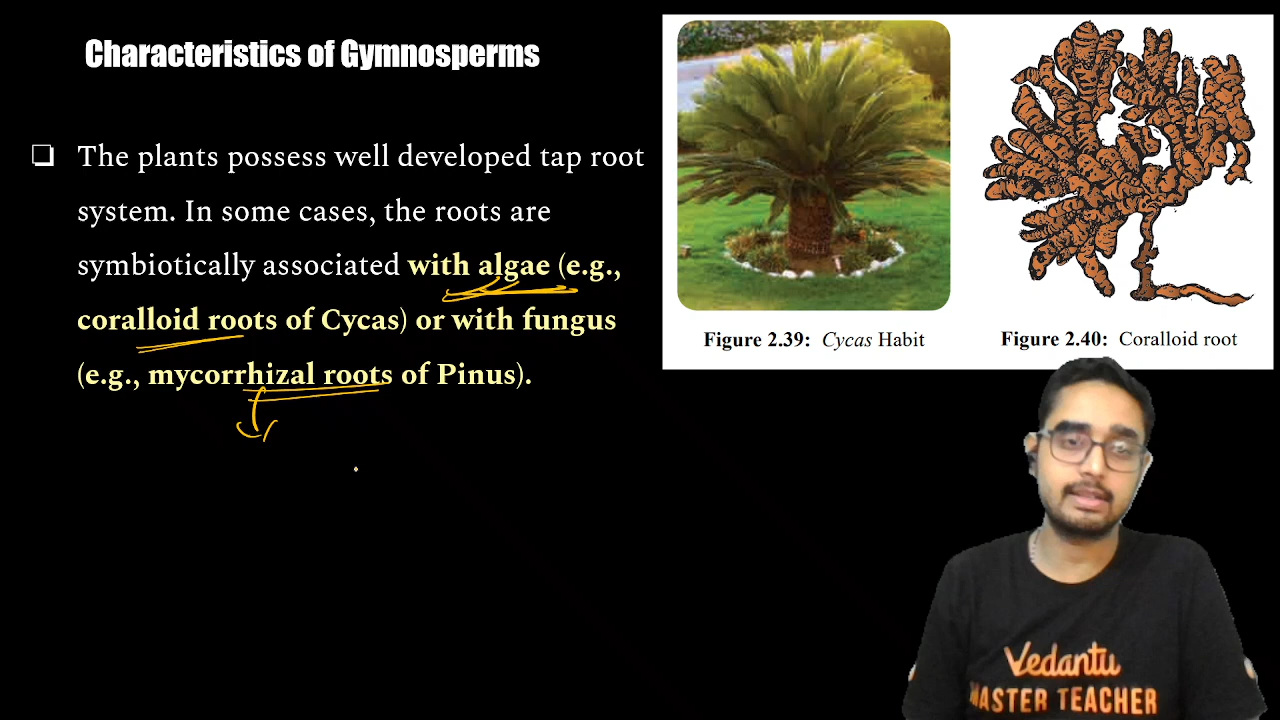 Characteristics of Gymnosperms
❏ The plants possess well developed tap root
system. In some cases, the roots are
symbiotically associated with algae (e.g.,
coralloid roots of Cycas) or with fungus
(e.g., mycorrhizal roots of Pinus).
Figure 2.39: Cycas Habit
Figure 2.40: Coralloid root
Vedantu
MASTER TEACHER